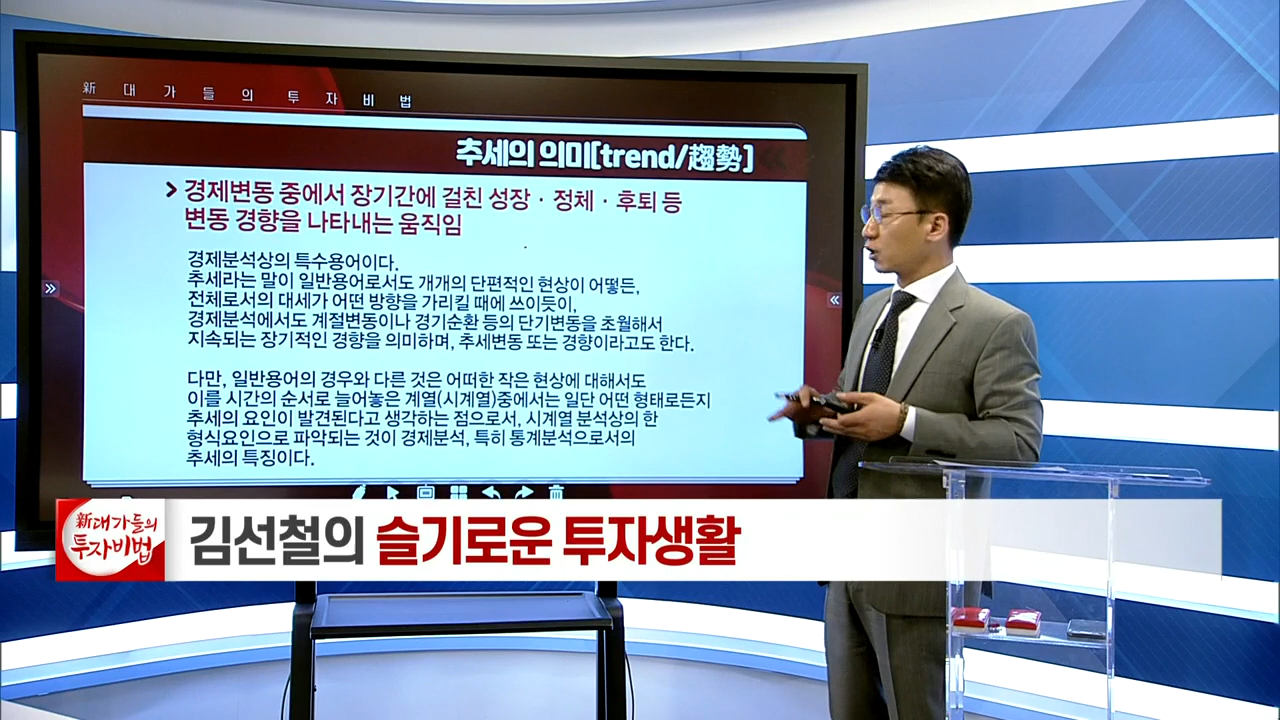 新 대 가 들 의 투 자 비 법
추세의 의미[trend/趨勢]
경제변동 중에서 장기간에 걸친 성장 · 정체 · 후퇴 등
변동 경향을 나타내는 움직임
경제분석상의 특수용어이다.
추세라는 말이 일반용어로서도 개개의 단편적인 현상이 어떻든,
전체로서의 대세가 어떤 방향을 가리킬 때에 쓰이듯이,
경제분석에서도 계절변동이나 경기순환 등의 단기변동을 초월해서
지속되는 장기적인 경향을 의미하며, 추세변동 또는 경향이라고도 한다.
다만, 일반용어의 경우와 다른 것은 어떠한 작은 현상에 대해서도
이를 시간의 순서로 늘어놓은 계열(시계열)중에서는 일단 어떤 형태로든지
추세의 요인이 발견된다고 생각하는 점으로서, 시계열 분석상의 한
형식요인으로 파악되는 것이 경제분석, 특히 통계분석으로서의
추세의 특징이다.
新대가들의
투자비법
김선철의 슬기로운 투자생활